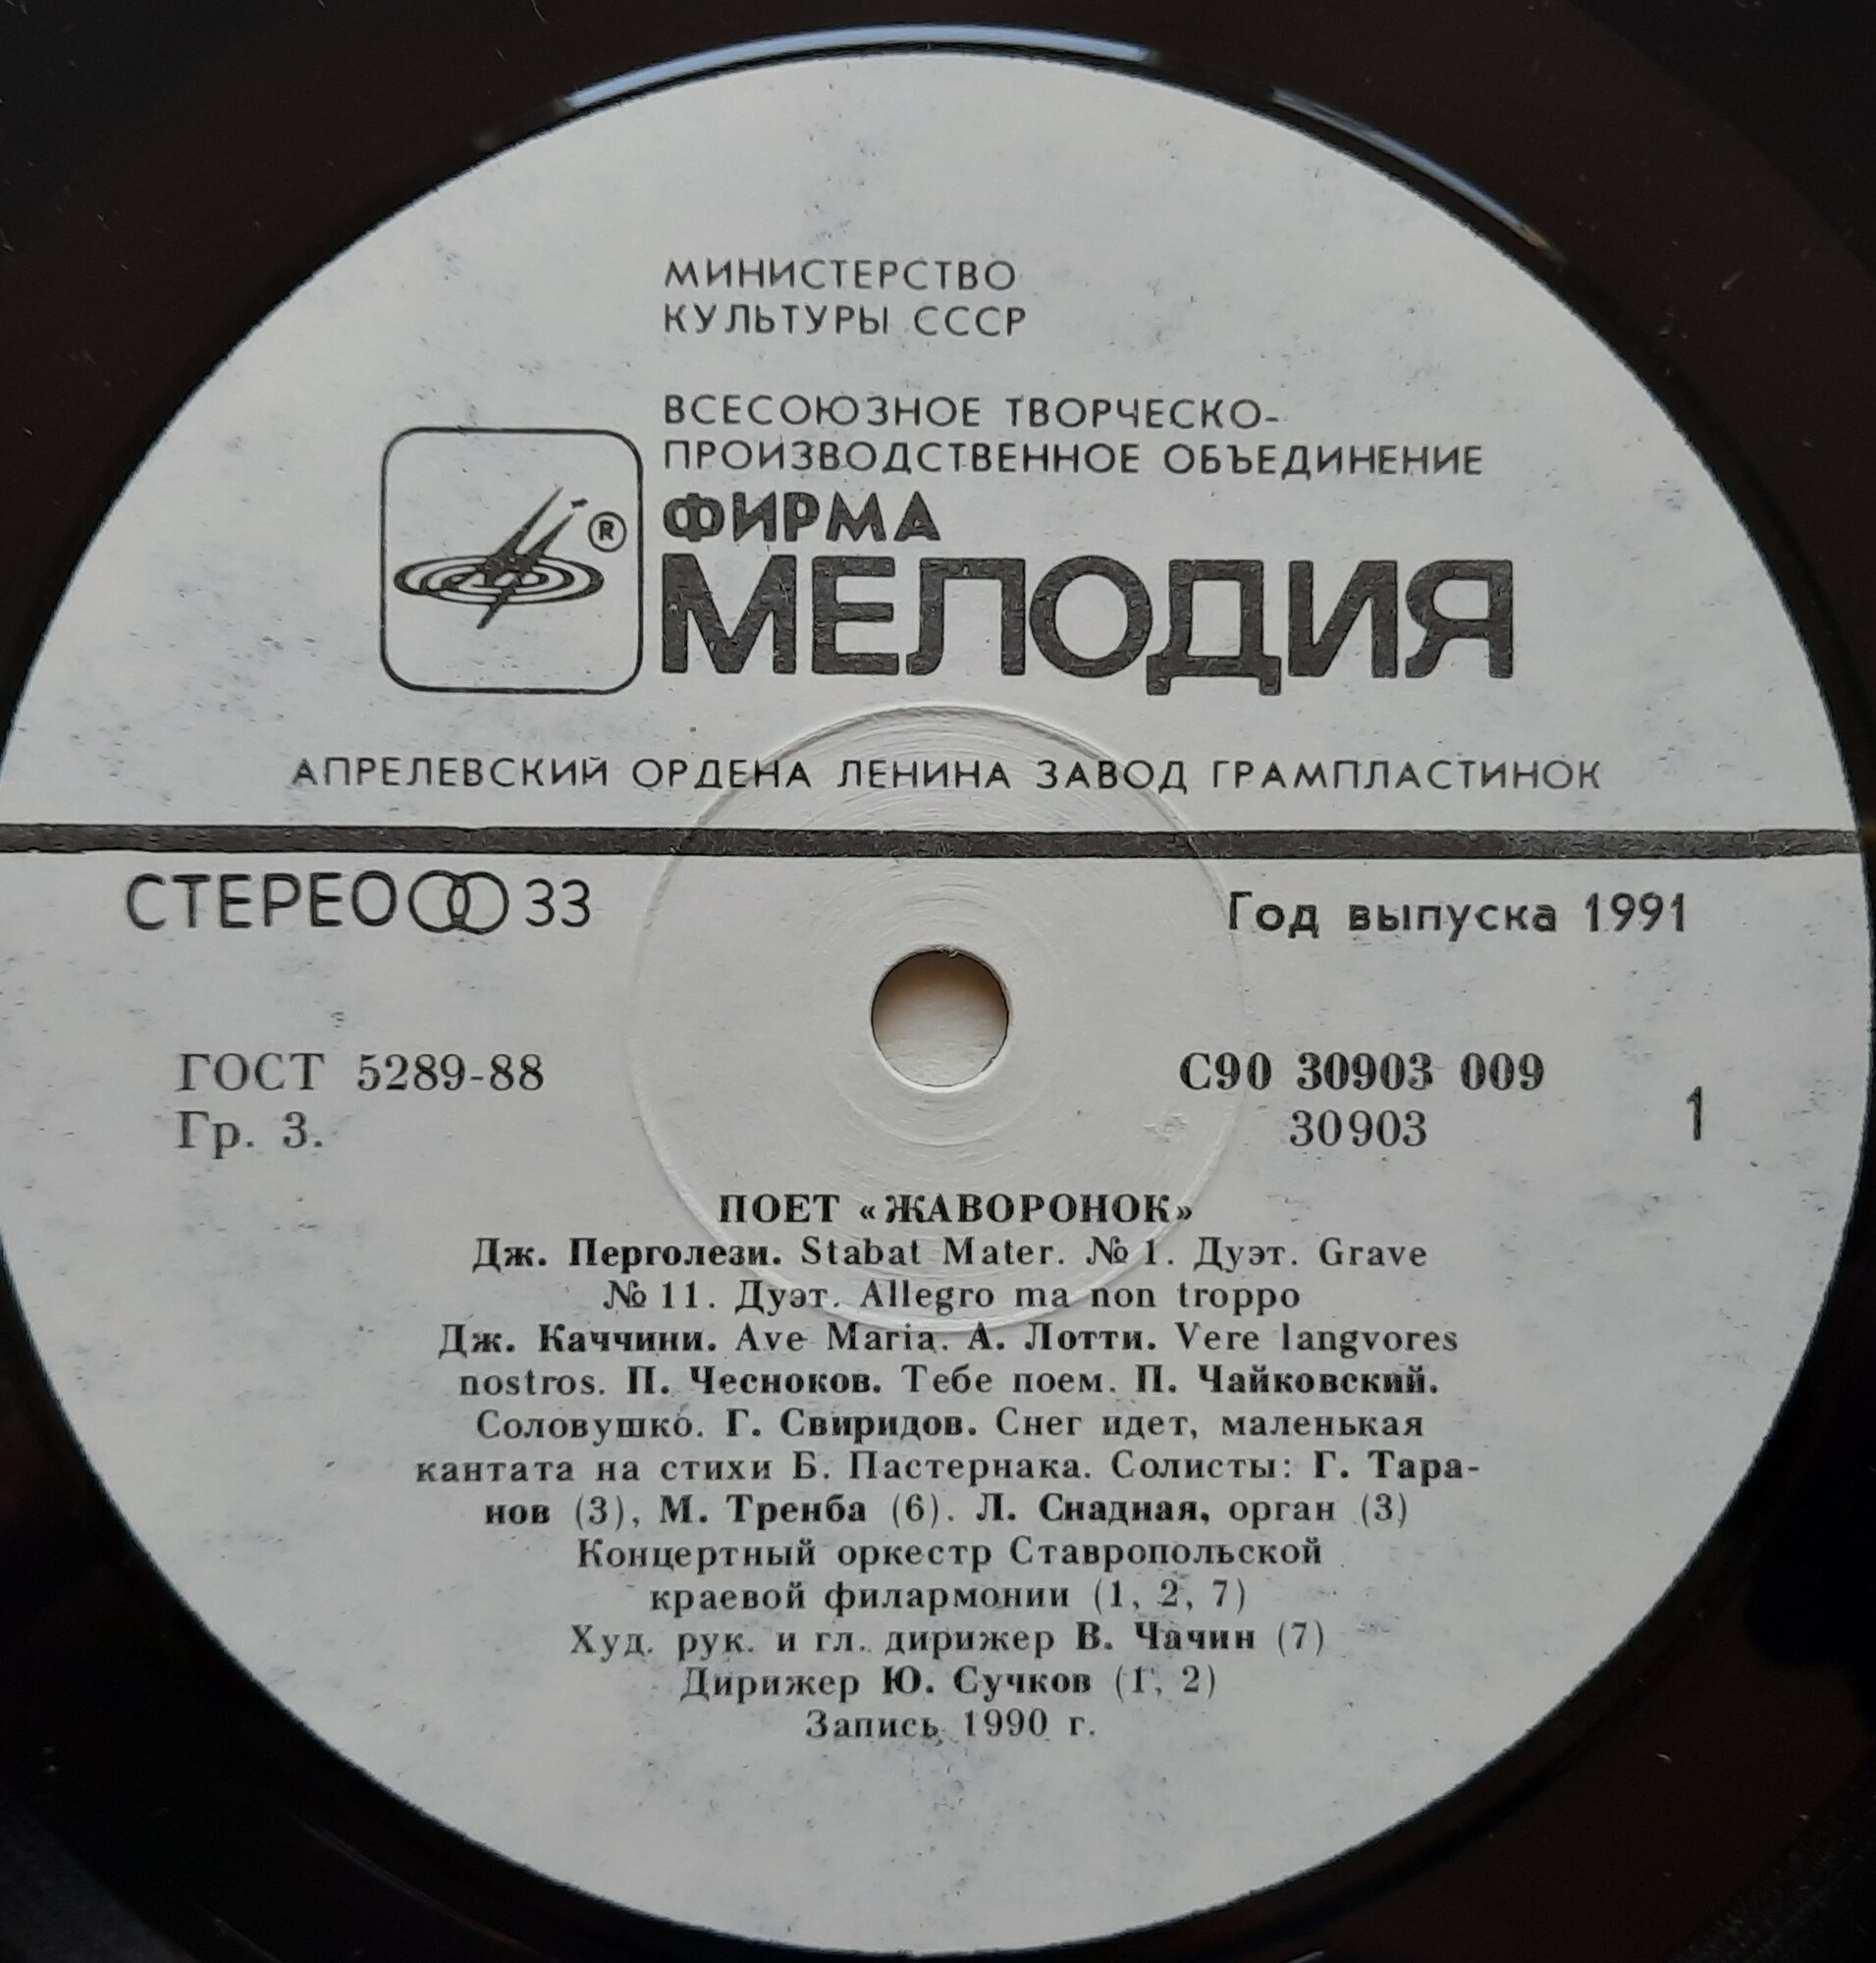 МИНИСТЕРСТВО
КУЛЬТУРЫ СССР
ВСЕСОЮЗНОЕ ТВОРЧЕСКО-
ПРОИЗВОДСТВЕННОЕ ОБЪЕДИНЕНИЕ
ФИРМА
®
МЕЛОДИЯ
АПРЕЛЕВСКИЙ ОРДЕНА ЛЕНИНА ЗАВОД ГРАМПЛАСТИНОК
СТЕРЕО 33
Год выпуска 1991
ГОСТ 5289-88
Гр. 3.
С90 30903 009
30903
1
ПОЕТ «ЖАВОРОНОК»
Дж. Перголези. Stabat Mater. № 1. Дуэт. Grave
№ 11. Дуэт. Allegro ma non troppo
Дж. Каччини. Ave Maria. А. Лотти. Vere langvores
nostros. П. Чесноков. Тебе поем. П. Чайковский.
Соловушко. Г. Свиридов. Снег идет, маленькая
кантата на стихи Б. Пастернака. Солисты: Г. Тара-
нов (3), М. Тренба (6). Л. Снадная, орган (3)
Концертный оркестр Ставропольской
краевой филармонии (1, 2, 7)
Худ. рук. и гл. дирижер В. Чачин (7)
Дирижер Ю. Сучков (1, 2)
Запись 1990 г.